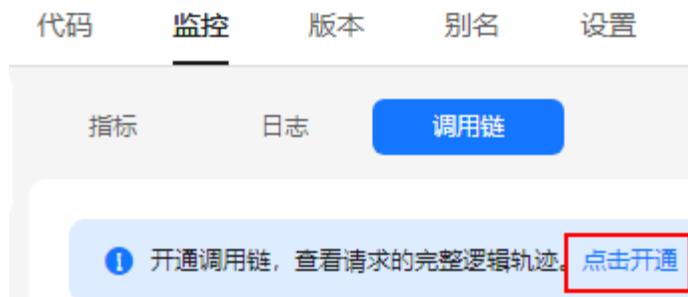 代码 监控 版本 别名 设置
指标 日志 调用链
开通调用链，查看请求的完整逻辑轨迹。点击开通